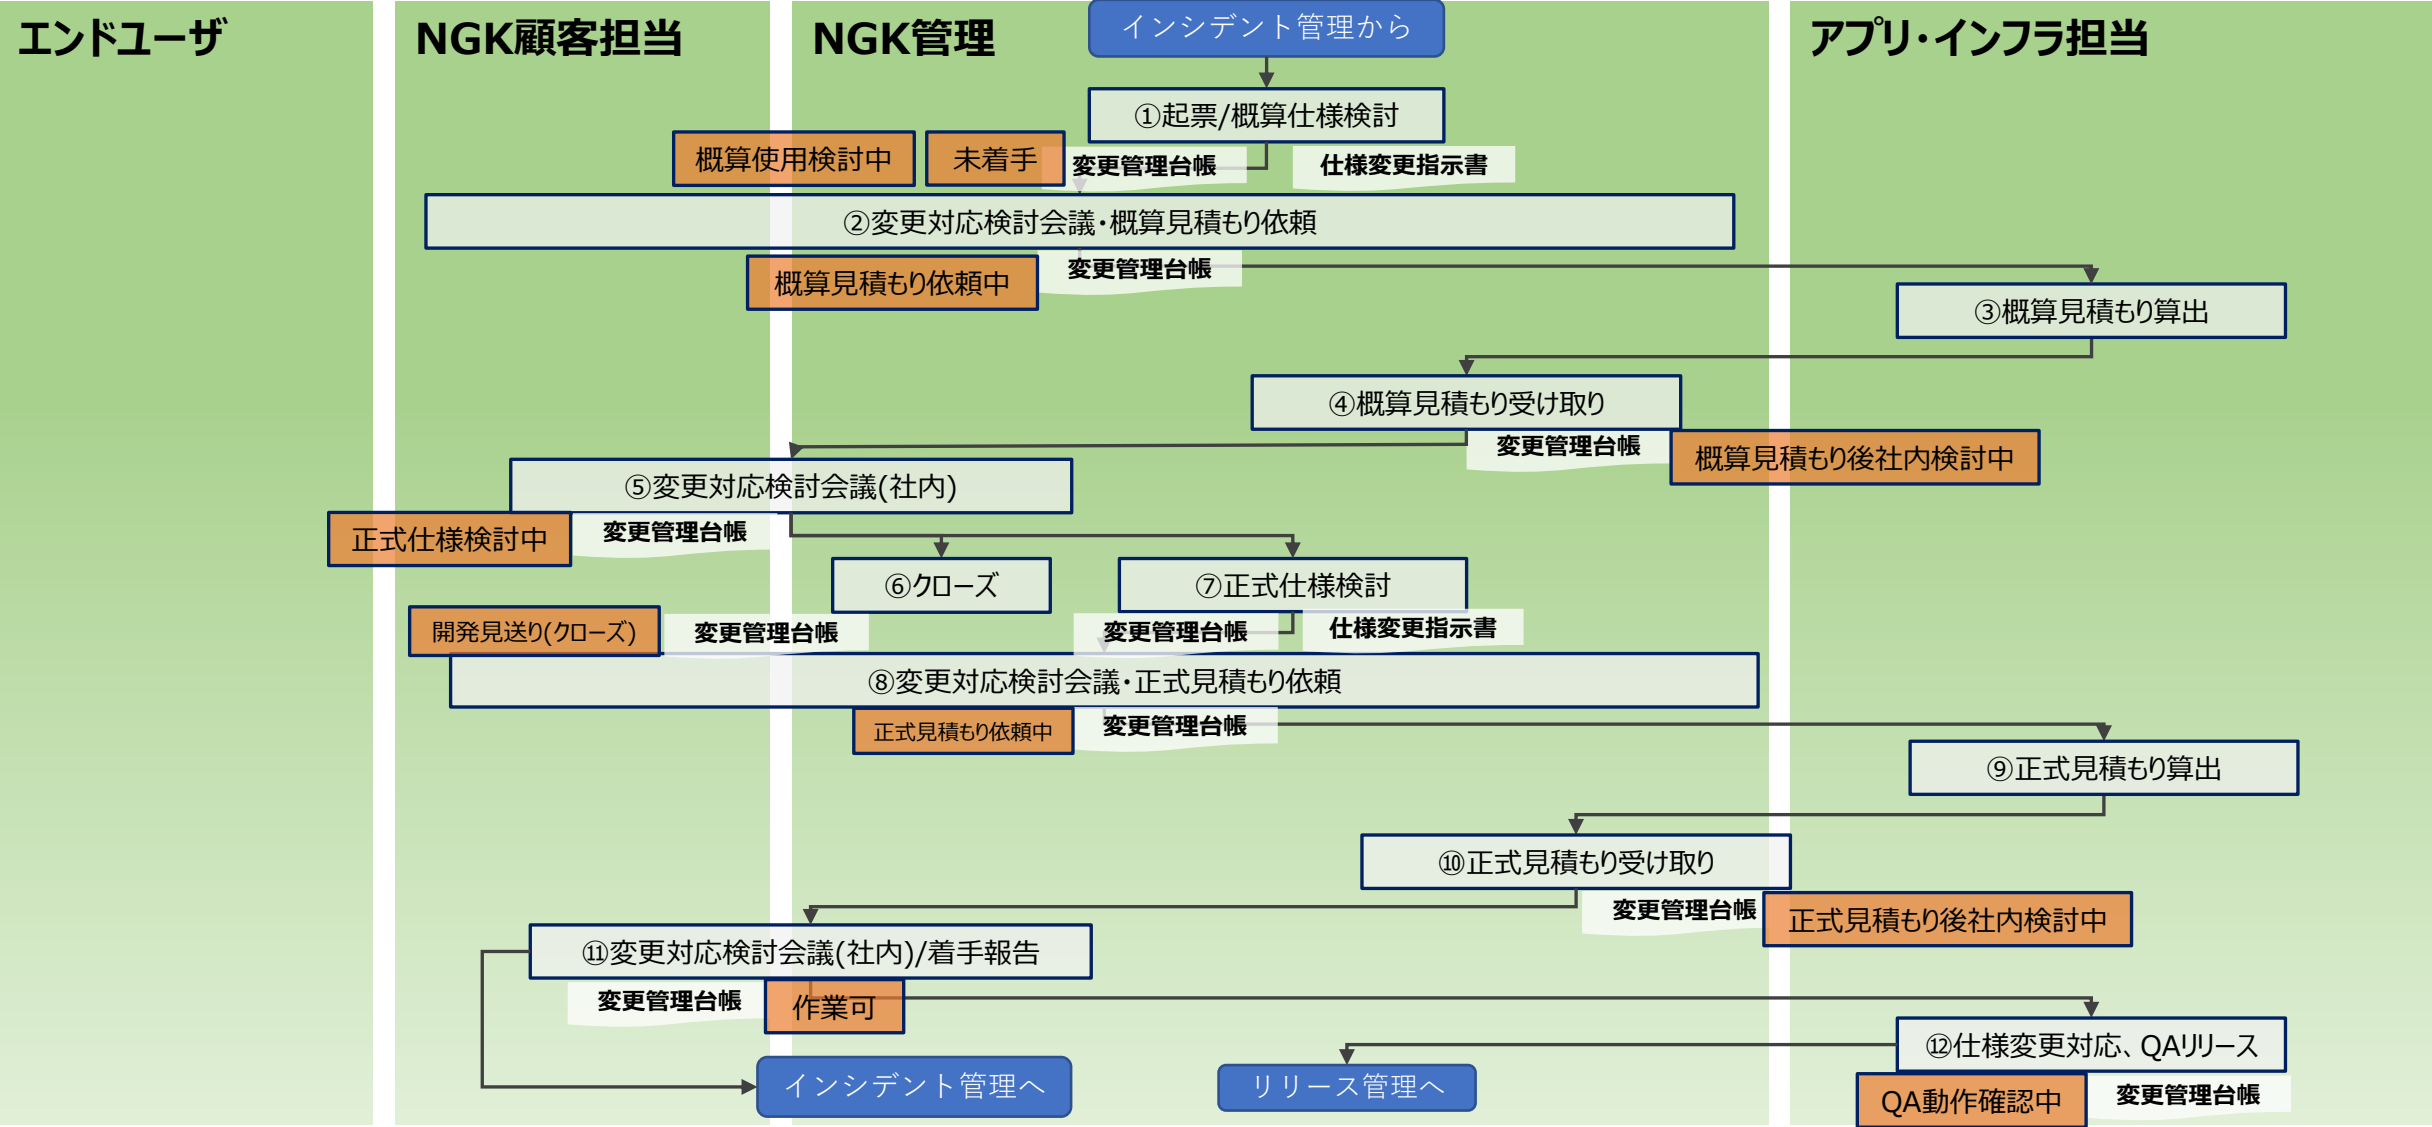 エンドユーザ
NGK顧客担当
NGK管理
アプリ・インフラ担当
インシデント管理から
①起票/概算仕様検討
概算使用検討中
未着手
変更管理台帳
仕様変更指示書
②変更対応検討会議・概算見積もり依頼
概算見積もり依頼中
変更管理台帳
③概算見積もり算出
④概算見積もり受け取り
変更管理台帳
概算見積もり後社内検討中
⑤変更対応検討会議(社内)
正式仕様検討中
変更管理台帳
⑥クローズ
⑦正式仕様検討
開発見送り(クローズ)
変更管理台帳
変更管理台帳
仕様変更指示書
⑧変更対応検討会議・正式見積もり依頼
正式見積もり依頼中
変更管理台帳
⑨正式見積もり算出
⑩正式見積もり受け取り
変更管理台帳
正式見積もり後社内検討中
⑪変更対応検討会議(社内)/着手報告
変更管理台帳
作業可
⑫仕様変更対応、QAリリース
インシデント管理へ
リリース管理へ
QA動作確認中
変更管理台帳